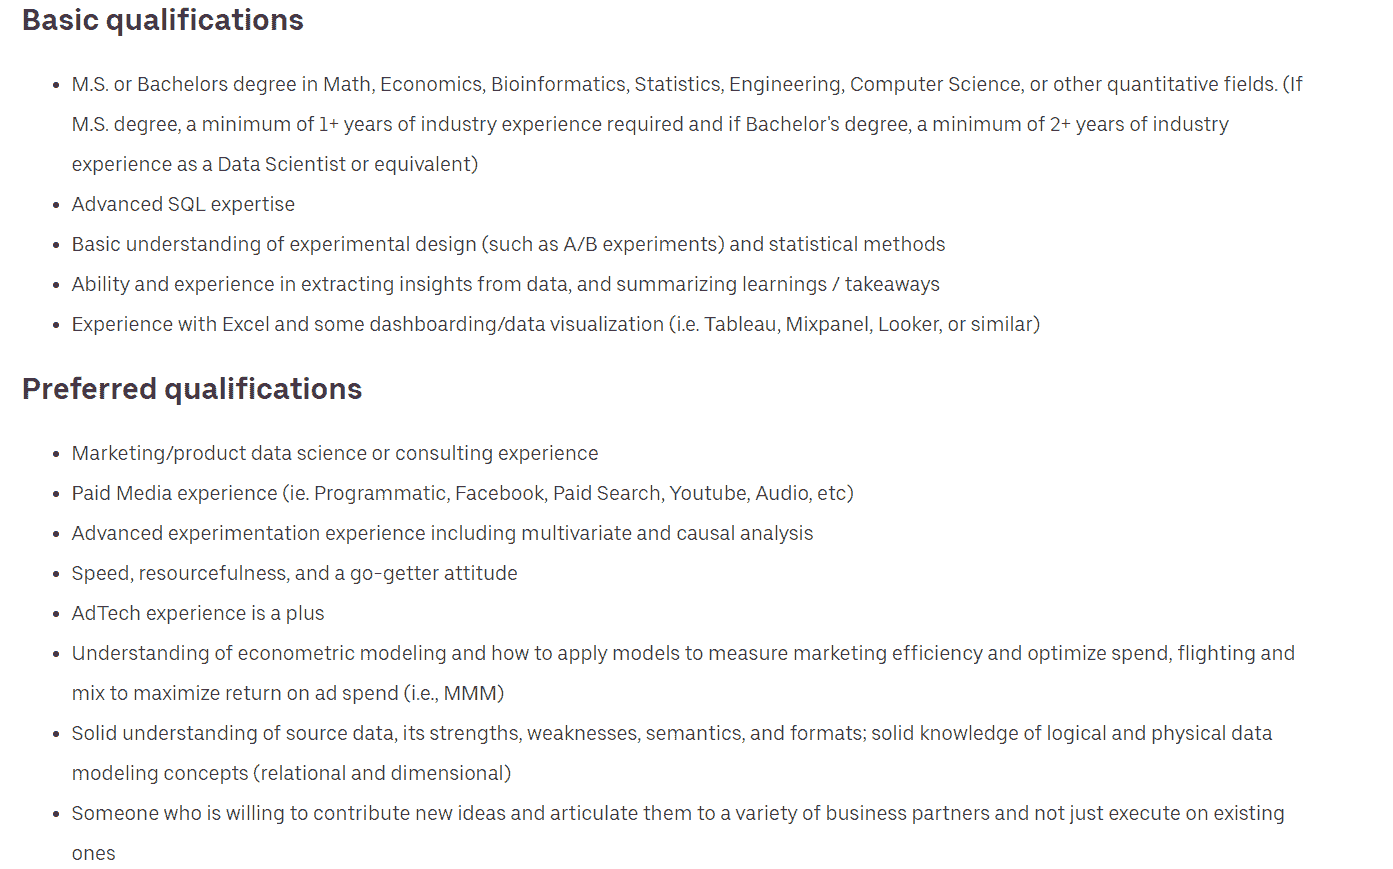 Basic qualifications
• M.S. or Bachelors degree in Math, Economics, Bioinformatics, Statistics, Engineering, Computer Science, or other quantitative fields. (If
M.S. degree, a minimum of 1+ years of industry experience required and if Bachelor's degree, a minimum of 2+ years of industry
experience as a Data Scientist or equivalent)
• Advanced SQL expertise
• Basic understanding of experimental design (such as A/B experiments) and statistical methods
• Ability and experience in extracting insights from data, and summarizing learnings / takeaways
• Experience with Excel and some dashboarding/data visualization (i.e. Tableau, Mixpanel, Looker, or similar)
Preferred qualifications
• Marketing/product data science or consulting experience
• Paid Media experience (ie. Programmatic, Facebook, Paid Search, Youtube, Audio, etc)
• Advanced experimentation experience including multivariate and causal analysis
• Speed, resourcefulness, and a go-getter attitude
• AdTech experience is a plus
• Understanding of econometric modeling and how to apply models to measure marketing efficiency and optimize spend, flighting and
mix to maximize return on ad spend (i.e., MMM)
• Solid understanding of source data, its strengths, weaknesses, semantics, and formats; solid knowledge of logical and physical data
modeling concepts (relational and dimensional)
• Someone who is willing to contribute new ideas and articulate them to a variety of business partners and not just execute on existing
ones